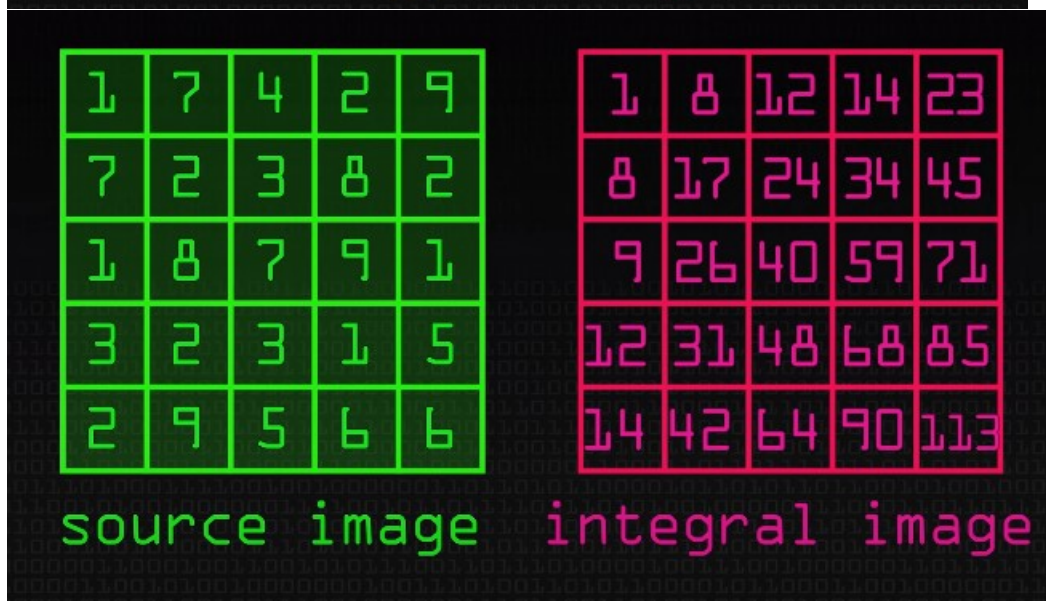 1 7 4 2 9 1 8 12 14 23
7 2 3 8 2 8 17 24 34 45
1 8 7 9 1 9 26 40 59 71
3 2 3 1 5 12 31 48 68 85
2 9 5 6 6 14 42 64 90 113
source image integral image